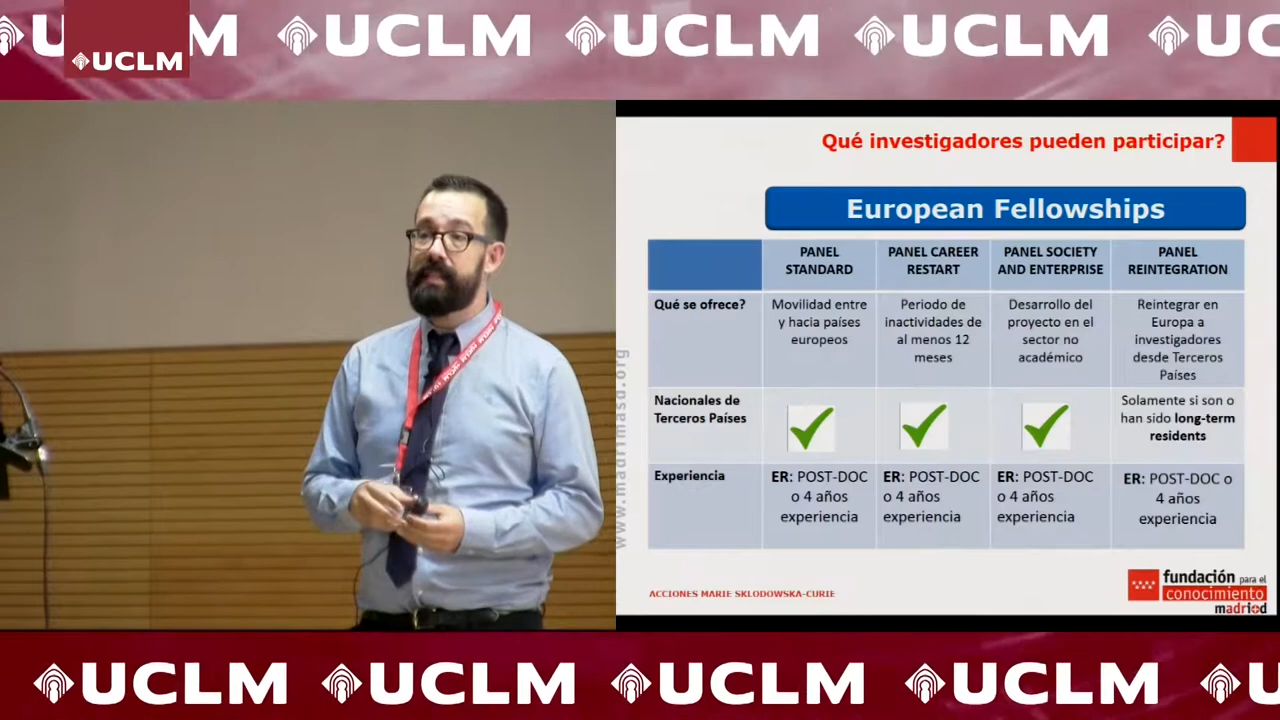 UCLM UCLM UCLM UCLM
UCLM
Qué investigadores pueden participar?
European Fellowships
PANEL STANDARD
PANEL CAREER RESTART
PANEL SOCIETY AND ENTERPRISE
PANEL REINTEGRATION
Qué se ofrece?
Movilidad entre y hacia países europeos
Periodo de inactividades de al menos 12 meses
Desarrollo del proyecto en el sector no académico
Reintegrar en Europa a investigadores desde Terceros Países
Nacionales de Terceros Países
Solamente si son o han sido long-term residents
Experiencia
ER: POST-DOC o 4 años experiencia
ER: POST-DOC o 4 años experiencia
ER: POST-DOC o 4 años experiencia
ER: POST-DOC o 4 años experiencia
www.madrimasd.org
ACCIONES MARIE SKLODOWSKA-CURIE
fundación para el
conocimiento
madri+d
UCLM UCLM UCLM UCLM